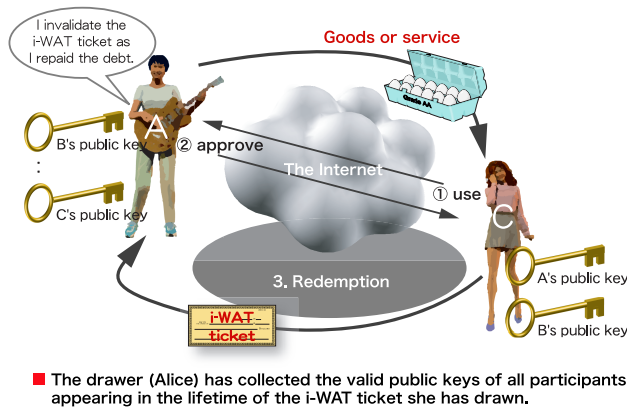 I invalidate the
i-WAT ticket as
I repaid the debt.
Goods or service
Grade AA
A
B's public key
② approve
:
The Internet
① use
C's public key
C
3. Redemption
A's public key
i-WAT
ticket
B's public key
■ The drawer (Alice) has collected the valid public keys of all participants
appearing in the lifetime of the i-WAT ticket she has drawn.